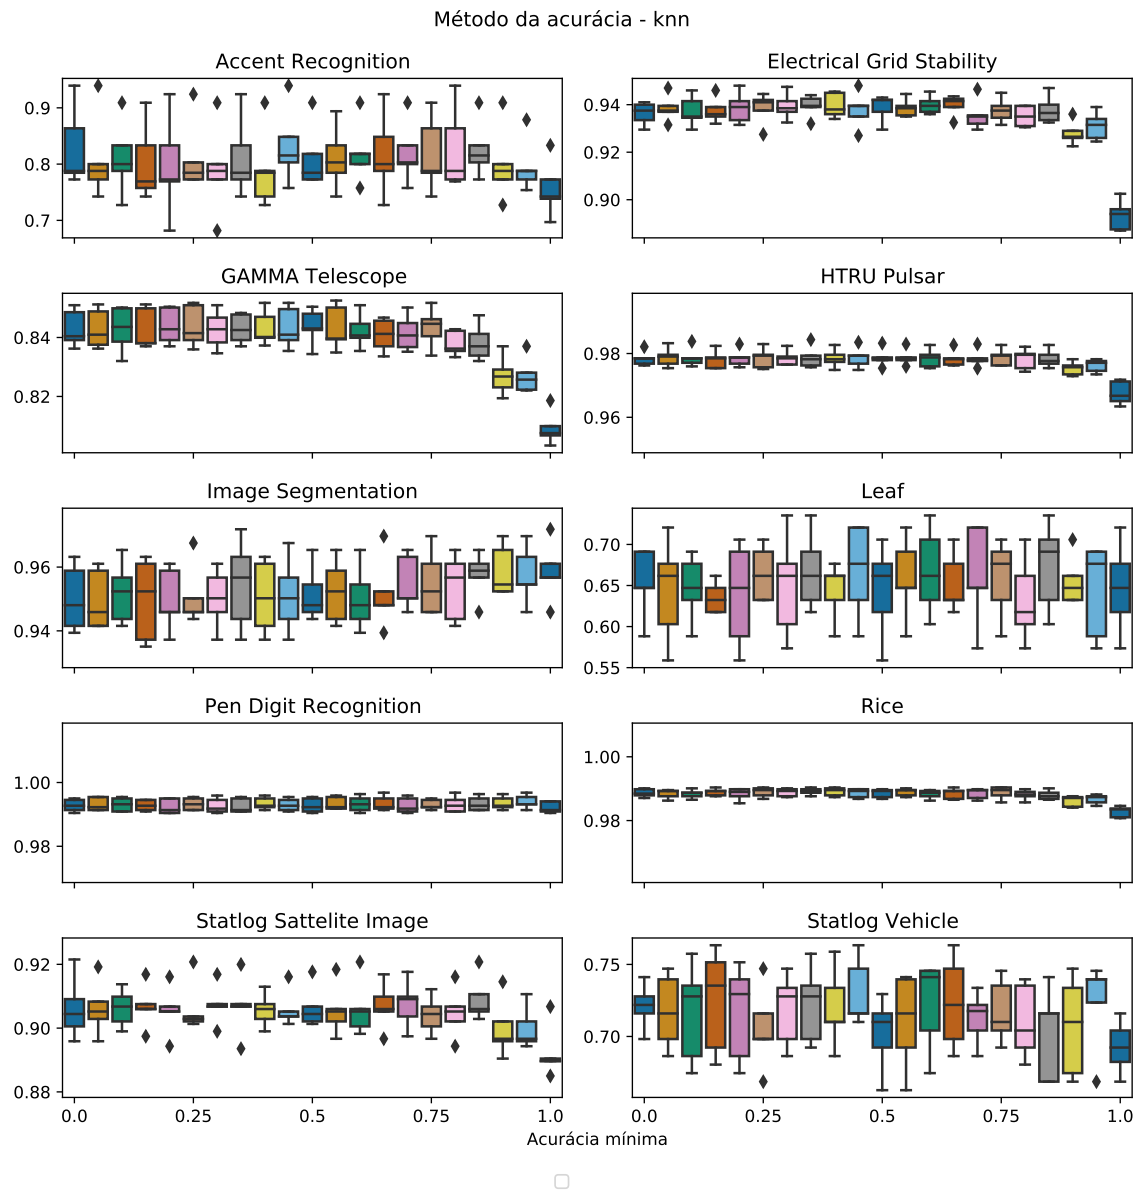 Método da acurácia - knn
Accent Recognition
Electrical Grid Stability
0.9
0.8
0.7
0.94
0.92
0.90
GAMMA Telescope
HTRU Pulsar
0.84
0.82
0.98
0.96
Image Segmentation
Leaf
0.96
0.94
0.70
0.65
0.60
0.55
Pen Digit Recognition
Rice
1.00
0.98
1.00
0.98
Statlog Sattelite Image
Statlog Vehicle
0.92
0.90
0.88
0.75
0.70
0.0 0.25 0.5 0.75 1.0
0.0 0.25 0.5 0.75 1.0
Acurácia mínima